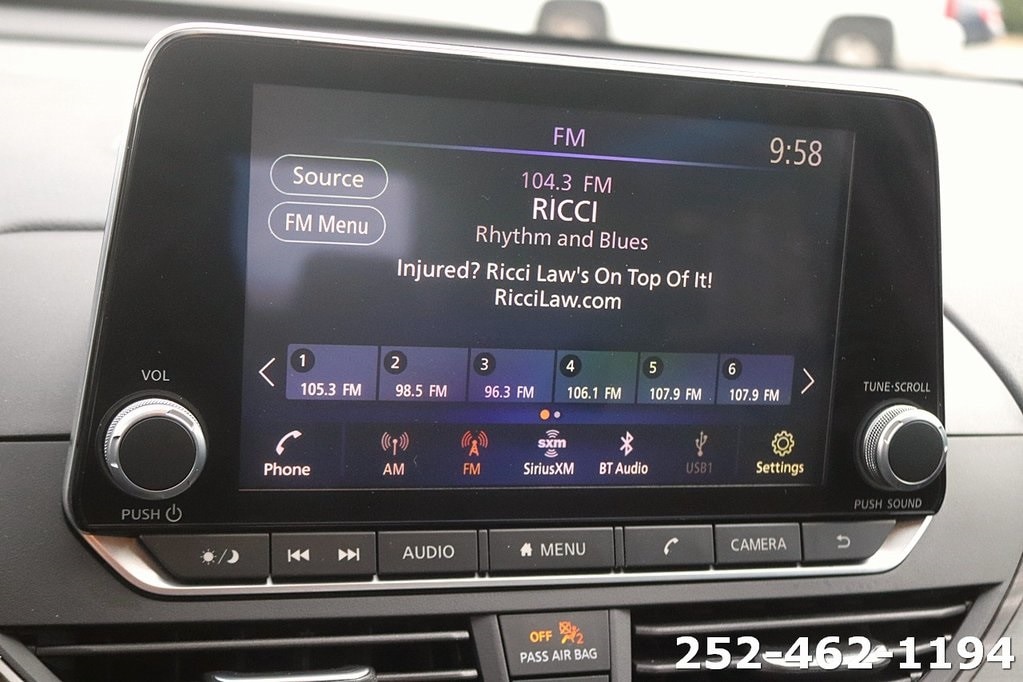 FM
9:58
Source
104.3 FM
RICCI
FM Menu
Rhythm and Blues
Injured? Ricci Law's On Top Of It!
RicciLaw.com
1 2 3 4 5 6
105.3 FM 98.5 FM 96.3 FM 106.1 FM 107.9 FM 107.9 FM
VOL
TUNE·SCROLL
sxm
Phone AM FM SiriusXM BT Audio USB1 Settings
PUSH
PUSH SOUND
AUDIO MENU CAMERA
OFF 2
PASS AIR BAG
252-462-1194